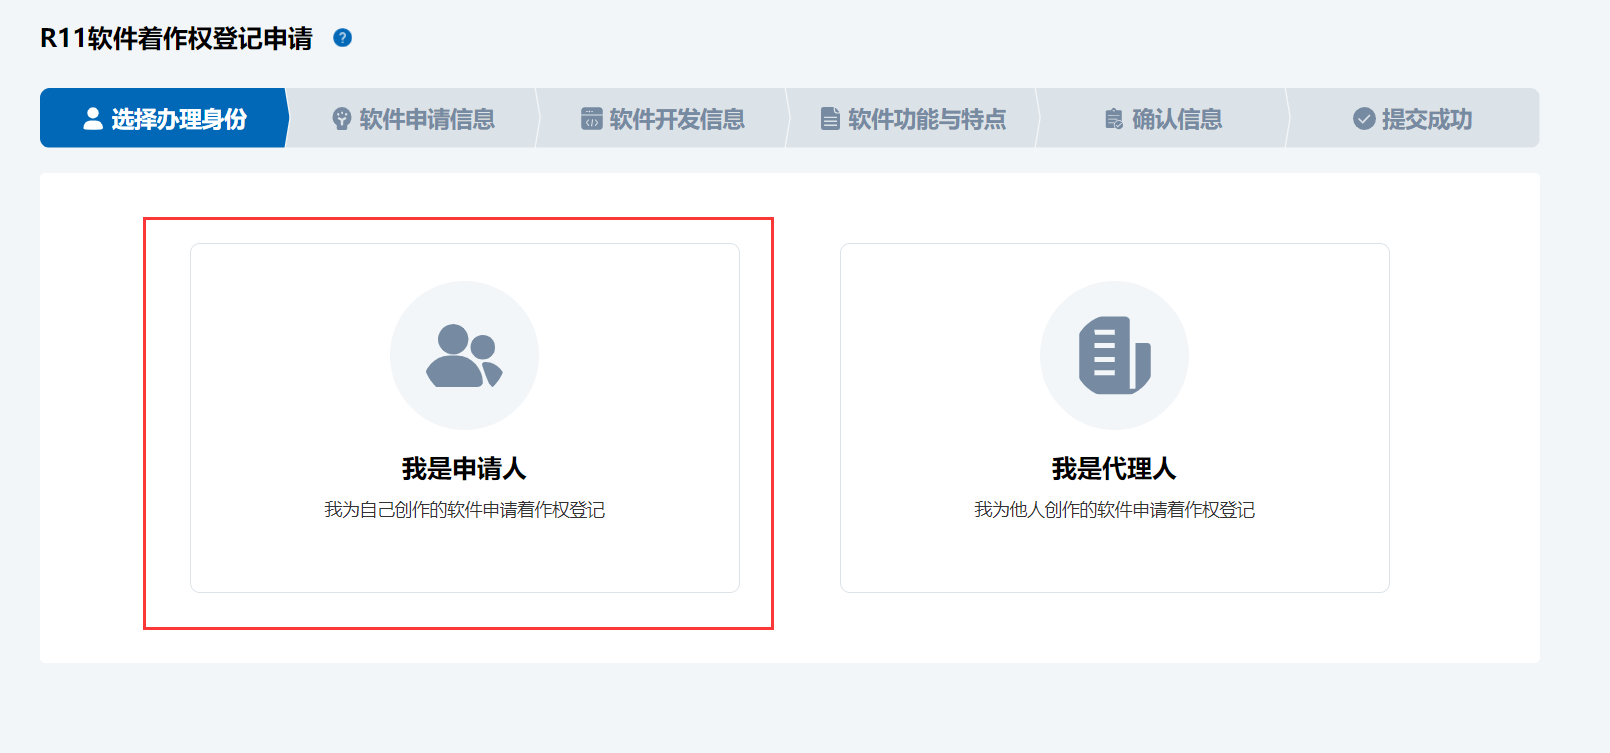 R11软件着作权登记申请 ?
选择办理身份
软件申请信息
软件开发信息
软件功能与特点
确认信息
提交成功
我是申请人
我为自己创作的软件申请着作权登记
我是代理人
我为他人创作的软件申请着作权登记